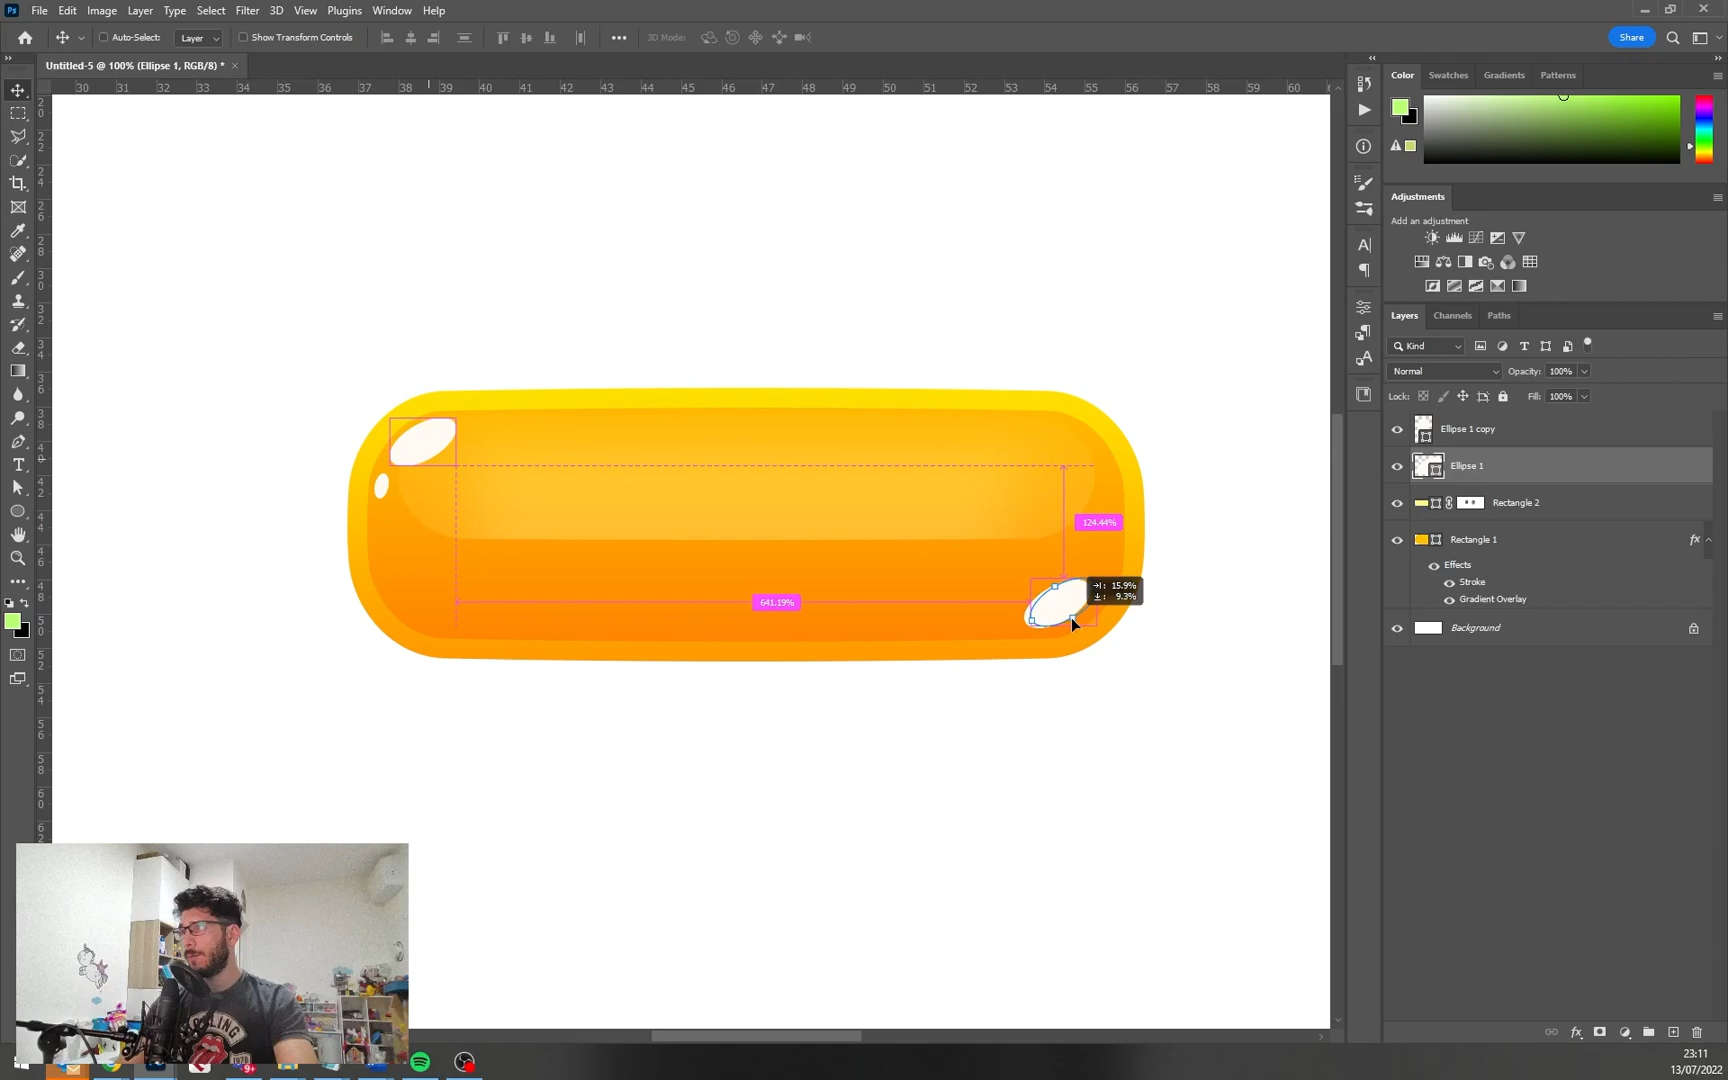 Ps File Edit Image Layer Type Select Filter 3D View Plugins Window Help
Auto-Select: Layer Show Transform Controls 3D Mode: Share
Untitled-5 @ 100% (Ellipse 1, RGB/8) *
30 31 32 33 34 35 36 37 38 39 40 41 42 43 44 45 46 47 48 49 50 51 52 53 54 55 56 57 58 59 60
Color Swatches Gradients Patterns
Adjustments
Add an adjustment
Layers Channels Paths
Kind
Normal Opacity: 100%
Lock: Fill: 100%
Ellipse 1 copy
Ellipse 1
Rectangle 2
Rectangle 1 fx
Effects
Stroke
Gradient Overlay
Background
124.44%
15.9%
9.3%
641.19%
9+
23:11
13/07/2022